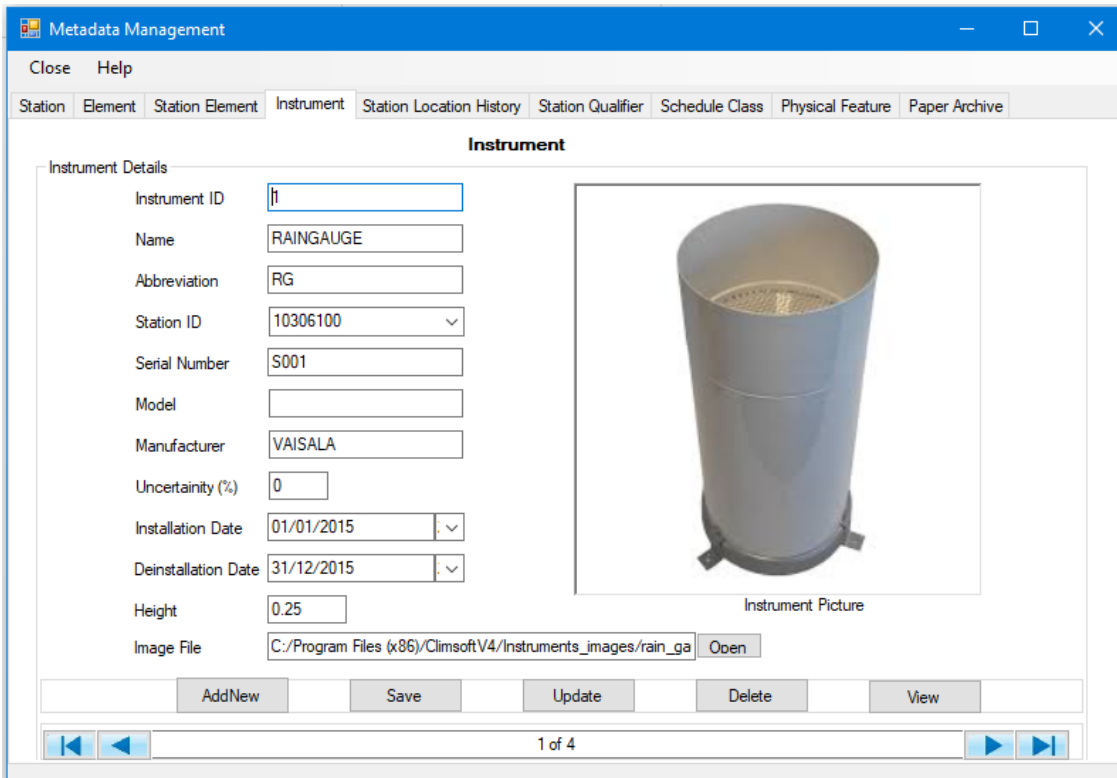 Metadata Management
Close Help
Station Element Station Element Instrument Station Location History Station Qualifier Schedule Class Physical Feature Paper Archive
Instrument
Instrument Details
Instrument ID 1
Name RAINGAUGE
Abbreviation RG
Station ID 10306100
Serial Number S001
Model
Manufacturer VAISALA
Uncertainity (%) 0
Installation Date 01/01/2015
Deinstallation Date 31/12/2015
Height 0.25
Instrument Picture
Image File C:/Program Files (x86)/ClimsoftV4/Instruments_images/rain_ga Open
AddNew Save Update Delete View
1 of 4